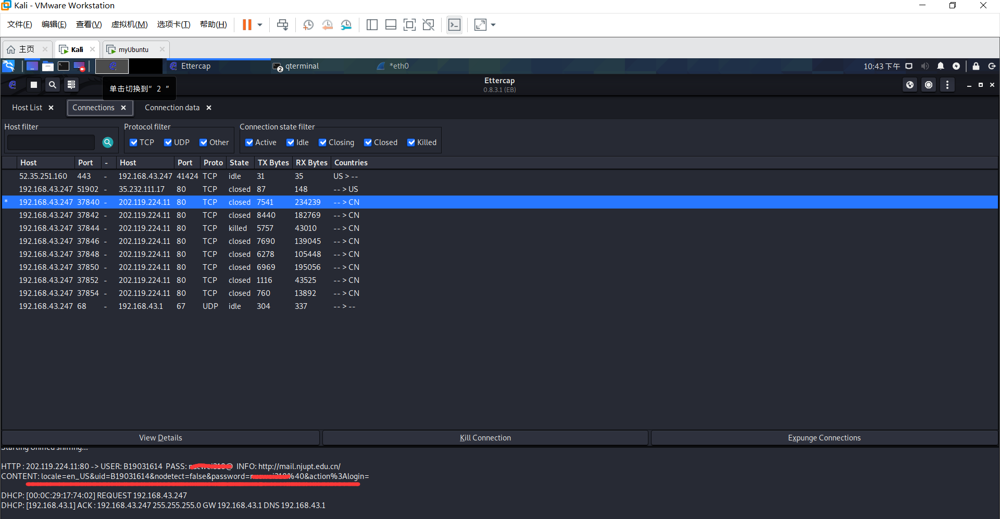 Kali - VMware Workstation
文件(F) 编辑(E) 查看(V) 虚拟机(M) 选项卡(T) 帮助(H)
主页 Kali myUbuntu
Ettercap 2 qterminal *eth0 10:43 下午
单击切换到“ 2 ”
Ettercap
0.8.3.1 (EB)
Host List Connections Connection data
Host filter Protocol filter Connection state filter
TCP UDP Other Active Idle Closing Closed Killed
Host Port - Host Port Proto State TX Bytes RX Bytes Countries
52.35.251.160 443 - 192.168.43.247 41424 TCP idle 31 35 US > --
192.168.43.247 51902 - 35.232.111.17 80 TCP closed 87 148 -- > US
* 192.168.43.247 37840 - 202.119.224.11 80 TCP closed 7541 234239 -- > CN
192.168.43.247 37842 - 202.119.224.11 80 TCP closed 8440 182769 -- > CN
192.168.43.247 37844 - 202.119.224.11 80 TCP killed 5757 43010 -- > CN
192.168.43.247 37846 - 202.119.224.11 80 TCP closed 7690 139045 -- > CN
192.168.43.247 37848 - 202.119.224.11 80 TCP closed 6278 105448 -- > CN
192.168.43.247 37850 - 202.119.224.11 80 TCP closed 6969 195056 -- > CN
192.168.43.247 37852 - 202.119.224.11 80 TCP closed 1116 43525 -- > CN
192.168.43.247 37854 - 202.119.224.11 80 TCP closed 760 13892 -- > CN
192.168.43.247 68 - 192.168.43.1 67 UDP idle 304 337 -- > --
View Details Kill Connection Expunge Connections
Starting Unified sniffing...
HTTP : 202.119.224.11:80 -> USER: B19031614 PASS: INFO: http://mail.njupt.edu.cn/
CONTENT: locale=en_US&uid=B19031614&nodetect=false&password= %40&action%3Alogin=
DHCP: [00:0C:29:17:74:02] REQUEST 192.168.43.247
DHCP: [192.168.43.1] ACK : 192.168.43.247 255.255.255.0 GW 192.168.43.1 DNS 192.168.43.1